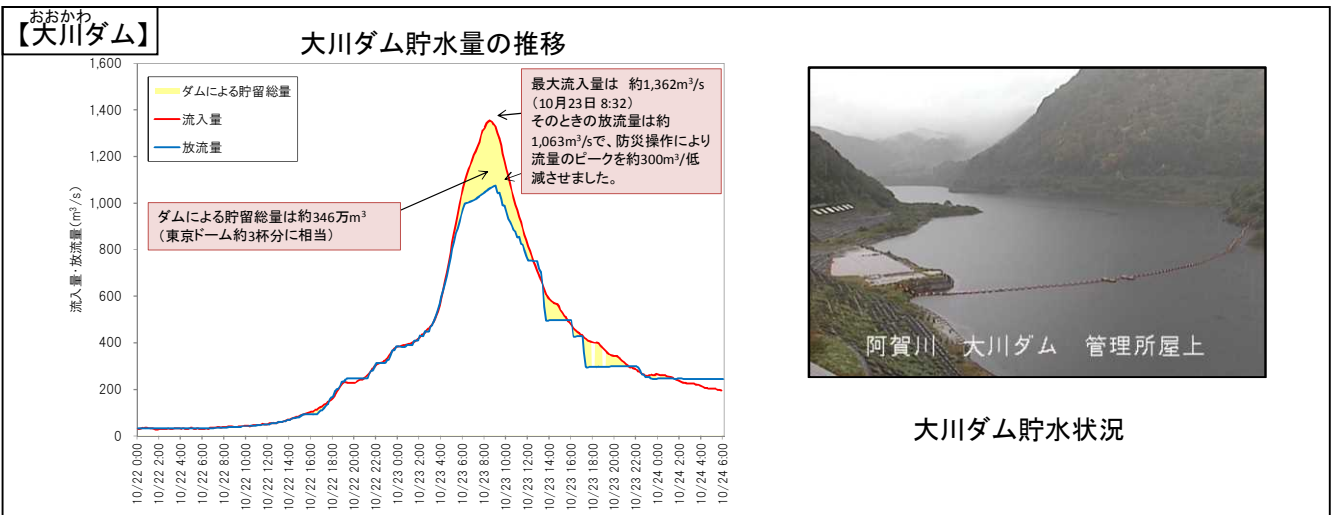 おおかわ
【大川ダム】
大川ダム貯水量の推移
流入量・放流量(m³/s)
1,600
1,400
1,200
1,000
800
600
400
200
0
ダムによる貯留総量
流入量
放流量
最大流入量は 約1,362m³/s
(10月23日 8:32)
そのときの放流量は約
1,063m³/sで、防災操作により
流量のピークを約300m³/低
減させました。
ダムによる貯留総量は約346万m³
(東京ドーム約3杯分に相当)
10/22 0:00
10/22 2:00
10/22 4:00
10/22 6:00
10/22 8:00
10/22 10:00
10/22 12:00
10/22 14:00
10/22 16:00
10/22 18:00
10/22 20:00
10/22 22:00
10/23 0:00
10/23 2:00
10/23 4:00
10/23 6:00
10/23 8:00
10/23 10:00
10/23 12:00
10/23 14:00
10/23 16:00
10/23 18:00
10/23 20:00
10/23 22:00
10/24 0:00
10/24 2:00
10/24 4:00
10/24 6:00
阿賀川 大川ダム 管理所屋上
大川ダム貯水状況